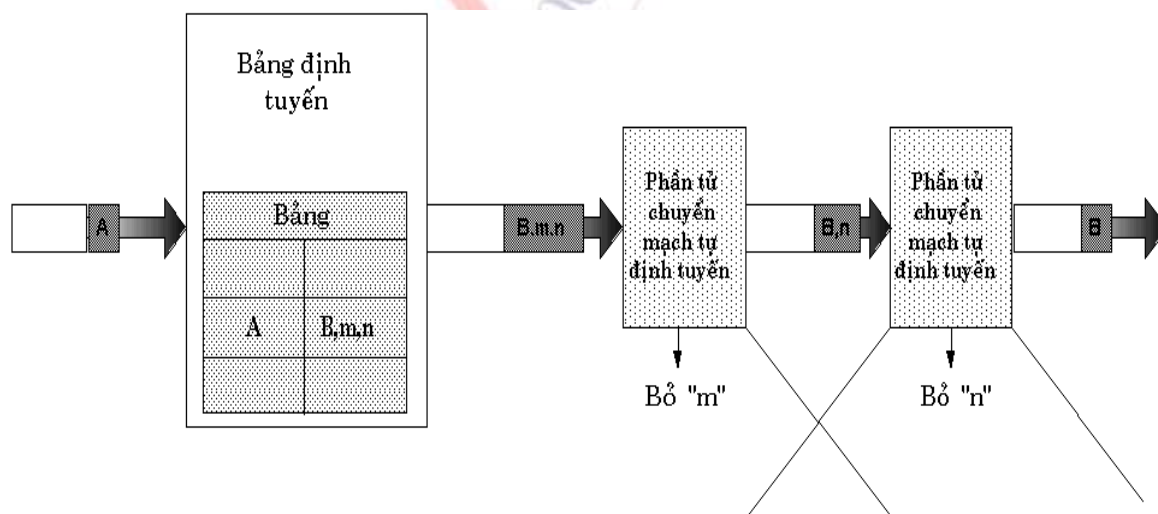 Bảng định
tuyến
A
Bảng
A
B,m,n
B.m.n
Phần tử
chuyển
mạch tự
định tuyến
Bỏ "m"
B,n
Phần tử
chuyển
mạch tự
định tuyến
Bỏ "n"
B